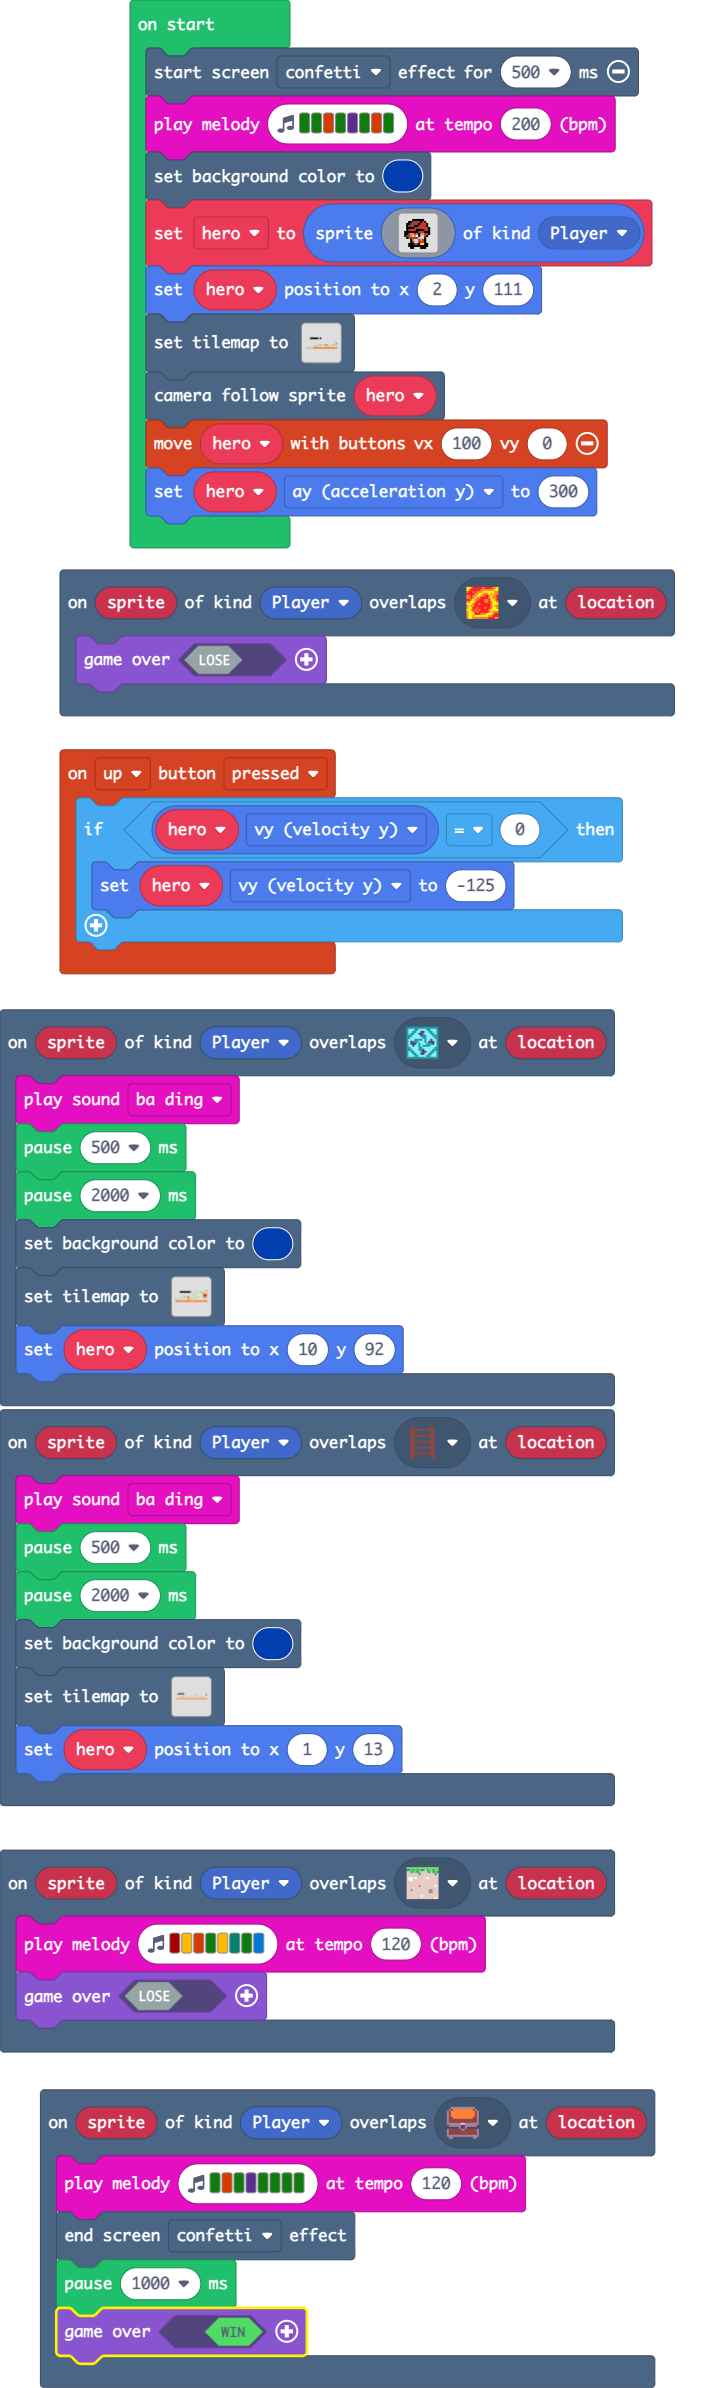 on start
start screen confetti effect for 500 ms
play melody at tempo 200 (bpm)
set background color to
set hero to sprite of kind Player
set hero position to x 2 y 111
set tilemap to
camera follow sprite hero
move hero with buttons vx 100 vy 0
set hero ay (acceleration y) to 300
on sprite of kind Player overlaps at location
game over LOSE
on up button pressed
if hero vy (velocity y) = 0 then
set hero vy (velocity y) to -125
on sprite of kind Player overlaps at location
play sound ba ding
pause 500 ms
pause 2000 ms
set background color to
set tilemap to
set hero position to x 10 y 92
on sprite of kind Player overlaps at location
play sound ba ding
pause 500 ms
pause 2000 ms
set background color to
set tilemap to
set hero position to x 1 y 13
on sprite of kind Player overlaps at location
play melody at tempo 120 (bpm)
game over LOSE
on sprite of kind Player overlaps at location
play melody at tempo 120 (bpm)
end screen confetti effect
pause 1000 ms
game over WIN